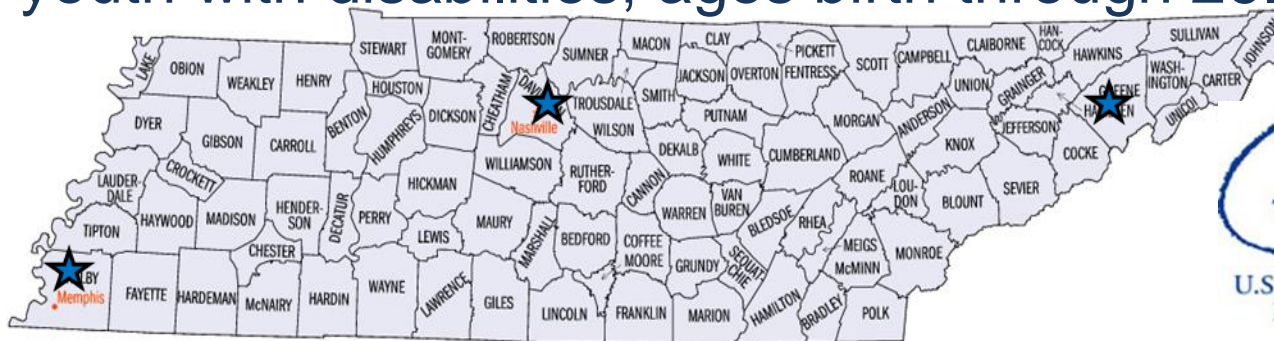 youth with disabilities, ages birth through
LAKE
OBION
WEAKLEY
HENRY
STEWART
MONT-
GOMERY
ROBERTSON
SUMNER
MACON
CLAY
PICKETT
FENTRESS
SCOTT
CAMPBELL
CLAIBORNE
HAN-
COCK
HAWKINS
SULLIVAN
JOHNSON
HOUSTON
CHEATHAM
TROUSDALE
SMITH
JACKSON
OVERTON
UNION
GRAINGER
WASH-
INGTON
CARTER
UNICOI
DYER
GIBSON
CARROLL
BENTON
HUMPHREYS
DICKSON
Nashville
WILSON
PUTNAM
MORGAN
ANDERSON
JEFFERSON
COCKE
KNOX
LAUDER-
DALE
CROCKETT
WILLIAMSON
RUTHER-
FORD
CANNON
DEKALB
WHITE
CUMBERLAND
ROANE
LOU-
DON
BLOUNT
SEVIER
TIPTON
HAYWOOD
MADISON
HENDER-
SON
DECATUR
PERRY
HICKMAN
MAURY
MARSHALL
BEDFORD
COFFEE
MOORE
WARREN
VAN
BUREN
BLEDSOE
RHEA
MEIGS
McMINN
MONROE
CHESTER
LEWIS
GRUNDY
SEQUAT-
CHIE
Memphis
FAYETTE
HARDEMAN
McNAIRY
HARDIN
WAYNE
LAWRENCE
GILES
LINCOLN
FRANKLIN
MARION
HAMILTON
BRADLEY
POLK
U.S